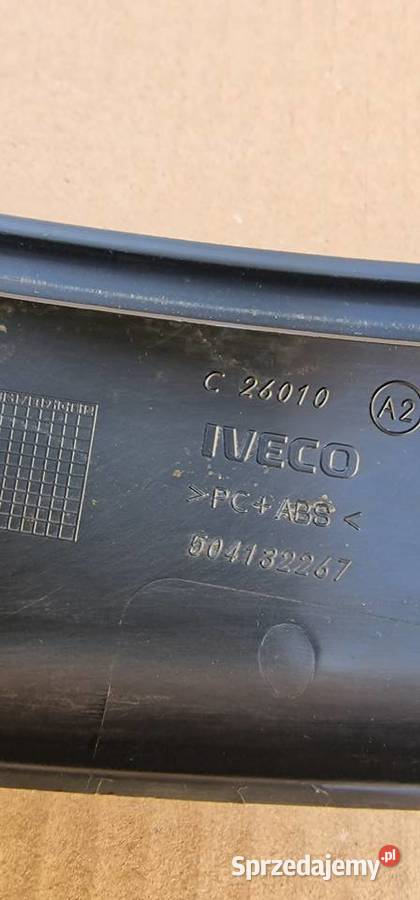 C 26010
A2
IVECO
>PC+ABS<
504132267
Sprzedajemy.pl